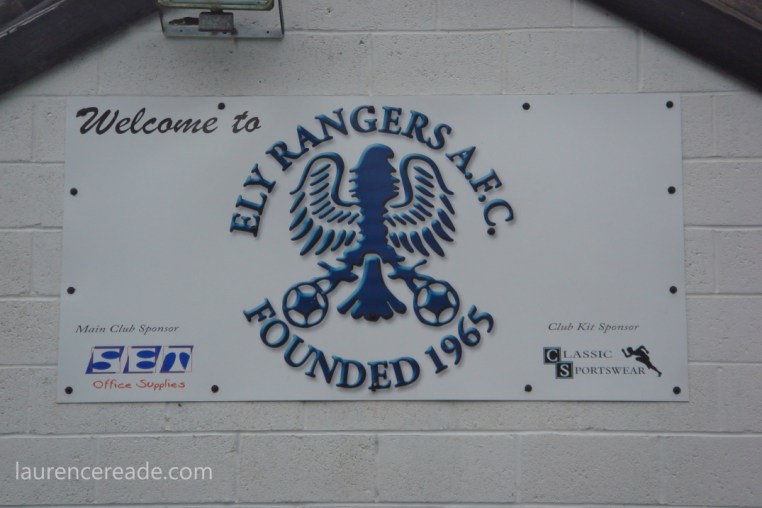 Welcome to
ELY RANGERS A.F.C.
FOUNDED 1965
Main Club Sponsor
SET
Office Supplies
Club Kit Sponsor
CLASSIC
SPORTSWEAR
laurencereade.com